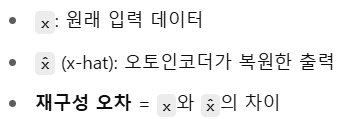 • x: 원래 입력 데이터
• x̂ (x-hat): 오토인코더가 복원한 출력
• 재구성 오차 = x와 x̂의 차이